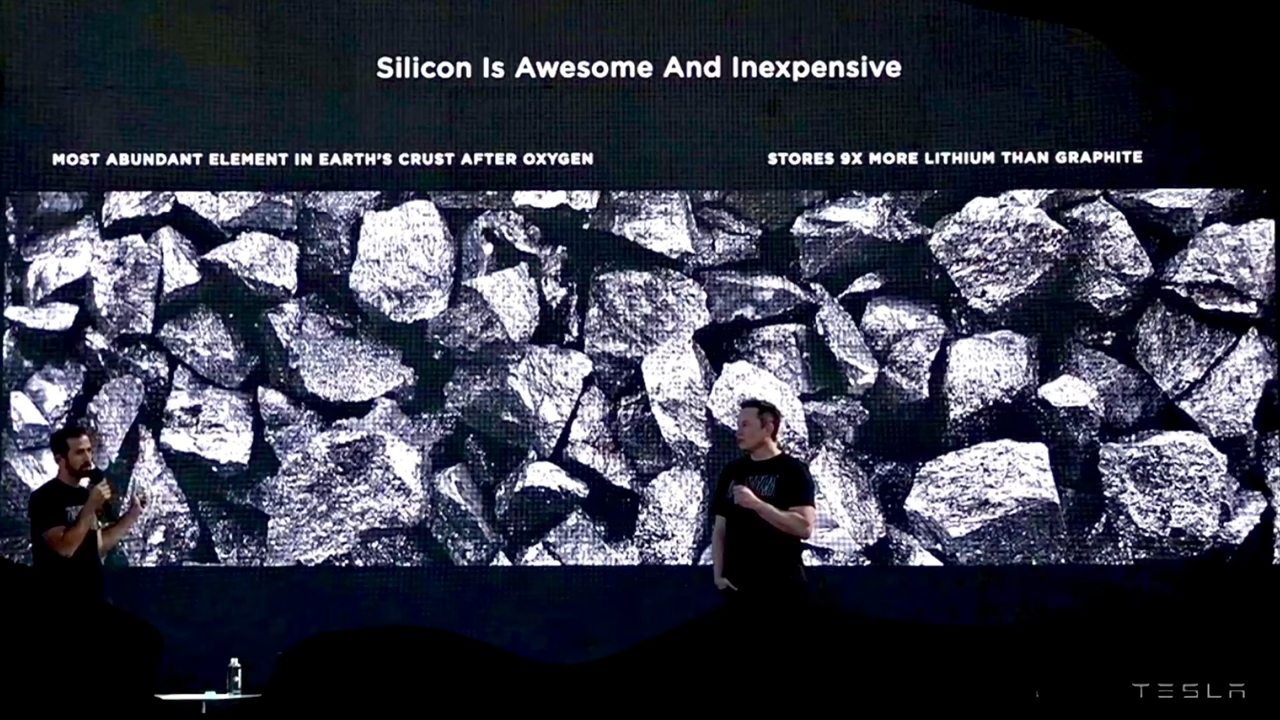 Silicon Is Awesome And Inexpensive
MOST ABUNDANT ELEMENT IN EARTH'S CRUST AFTER OXYGEN
STORES 9X MORE LITHIUM THAN GRAPHITE
TESLA